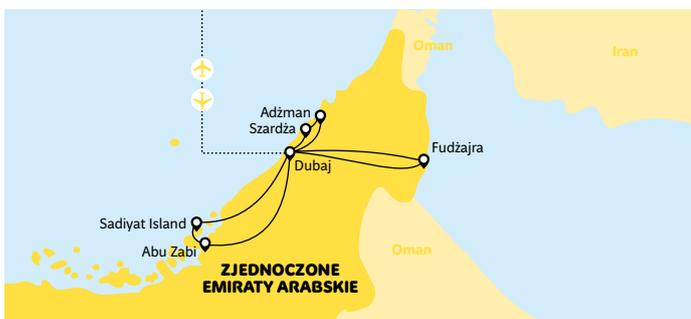 Oman
Iran
Adżman
Szardża
Fudżajra
Dubaj
Sadiyat Island
Abu Zabi
Oman
ZJEDNOCZONE
EMIRATY ARABSKIE